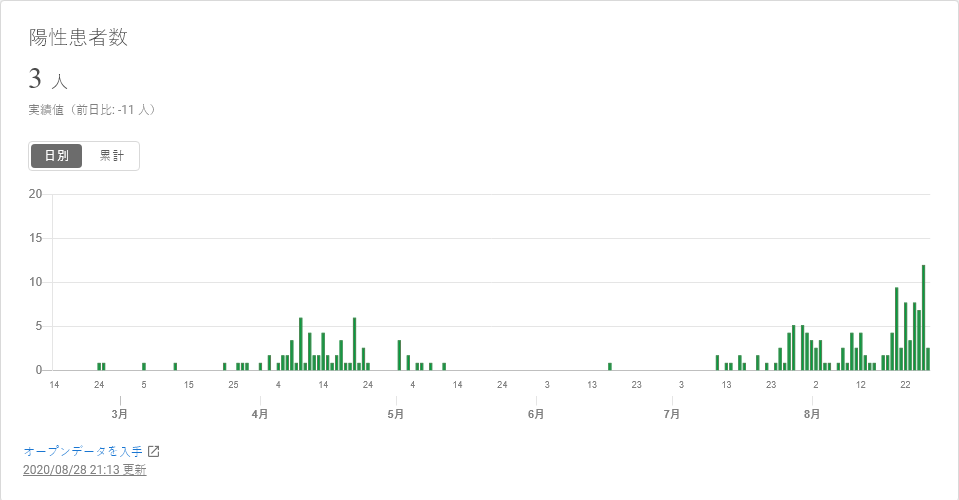 陽性患者数
3 人
実績値（前日比: -11 人）
日別 累計
20
15
10
5
0
14 24 5 15 25 4 14 24 4 14 24 3 13 23 3 13 23 2 12 22
3月 4月 5月 6月 7月 8月
オープンデータを入手
2020/08/28 21:13 更新